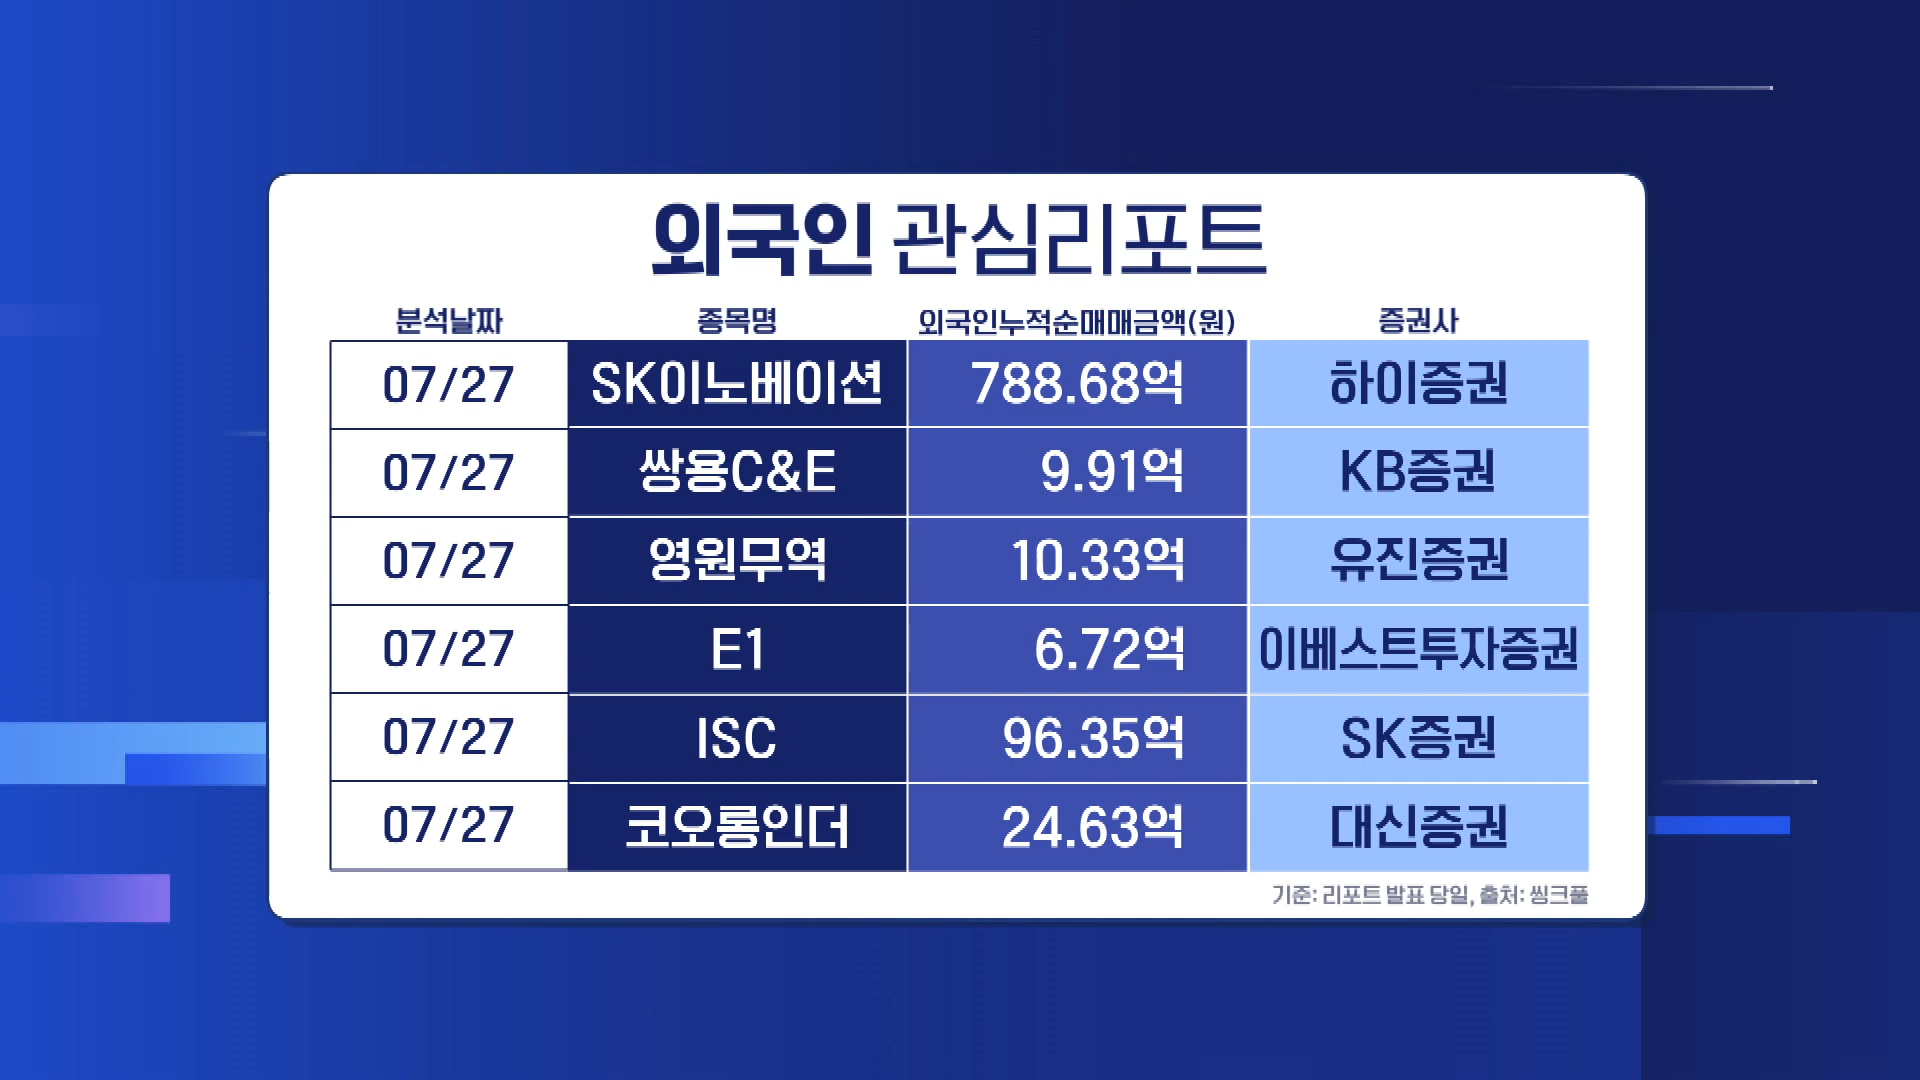 외국인 관심리포트
분석날짜 종목명 외국인누적순매매금액(원) 증권사
07/27 SK이노베이션 788.68억 하이증권
07/27 쌍용C&E 9.91억 KB증권
07/27 영원무역 10.33억 유진증권
07/27 E1 6.72억 이베스트투자증권
07/27 ISC 96.35억 SK증권
07/27 코오롱인더 24.63억 대신증권
기준: 리포트 발표 당일, 출처: 씽크풀